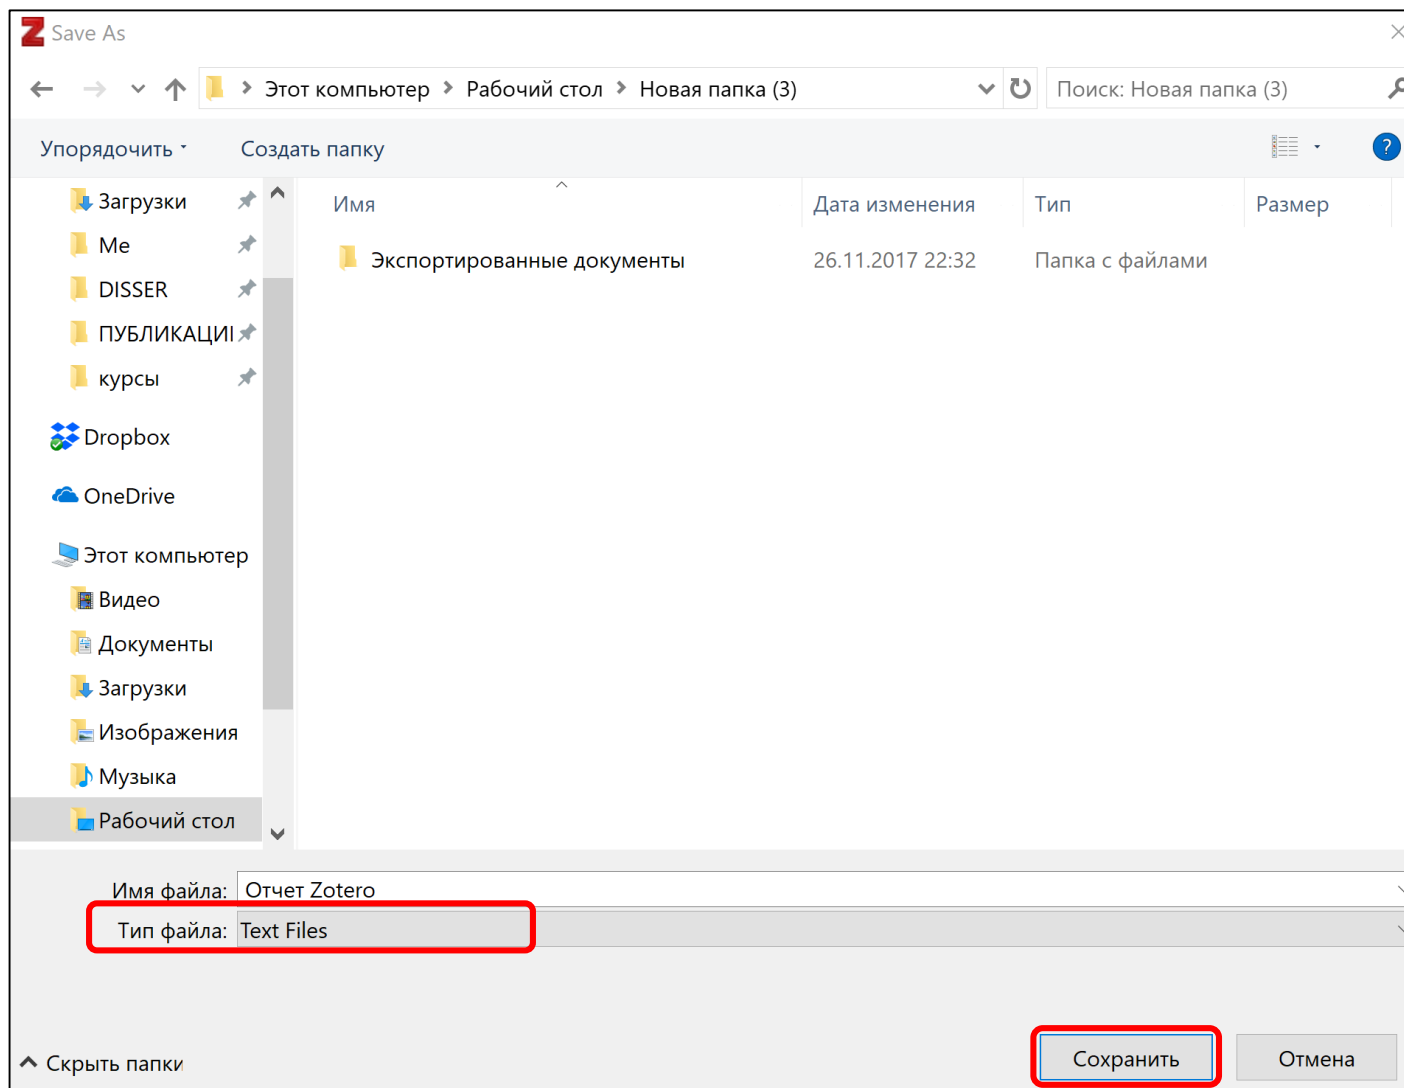 Save As
Этот компьютер > Рабочий стол > Новая папка (3)
Поиск: Новая папка (3)
Упорядочить
Создать папку
Имя
Дата изменения
Тип
Размер
Экспортированные документы
26.11.2017 22:32
Папка с файлами
Загрузки
Me
DISSER
ПУБЛИКАЦИ
курсы
Dropbox
OneDrive
Этот компьютер
Видео
Документы
Загрузки
Изображения
Музыка
Рабочий стол
Имя файла: Отчет Zotero
Тип файла: Text Files
Скрыть папки
Сохранить
Отмена